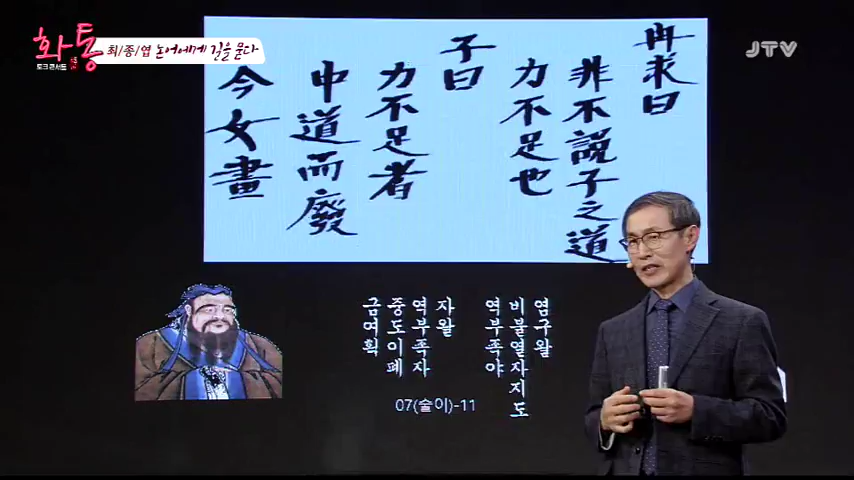 화통
토크콘서트
최/종/엽 논어에게 길을 묻다
JTV
冉求曰
非不說子之道
力不足也
子曰
力不足者
中道而廢
今女畫
염구왈
비불열자지도
역부족야
자왈
역부족자
중도이폐
금여획
07(술이)-11